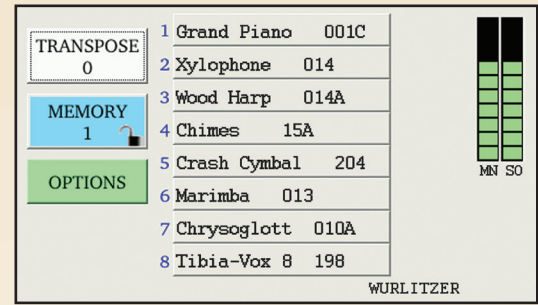 TRANSPOSE
0
MEMORY
1
OPTIONS
1 Grand Piano 001C
2 Xylophone 014
3 Wood Harp 014A
4 Chimes 15A
5 Crash Cymbal 204
6 Marimba 013
7 Chrysoglott 010A
8 Tibia-Vox 8 198
MN SO
WURLITZER